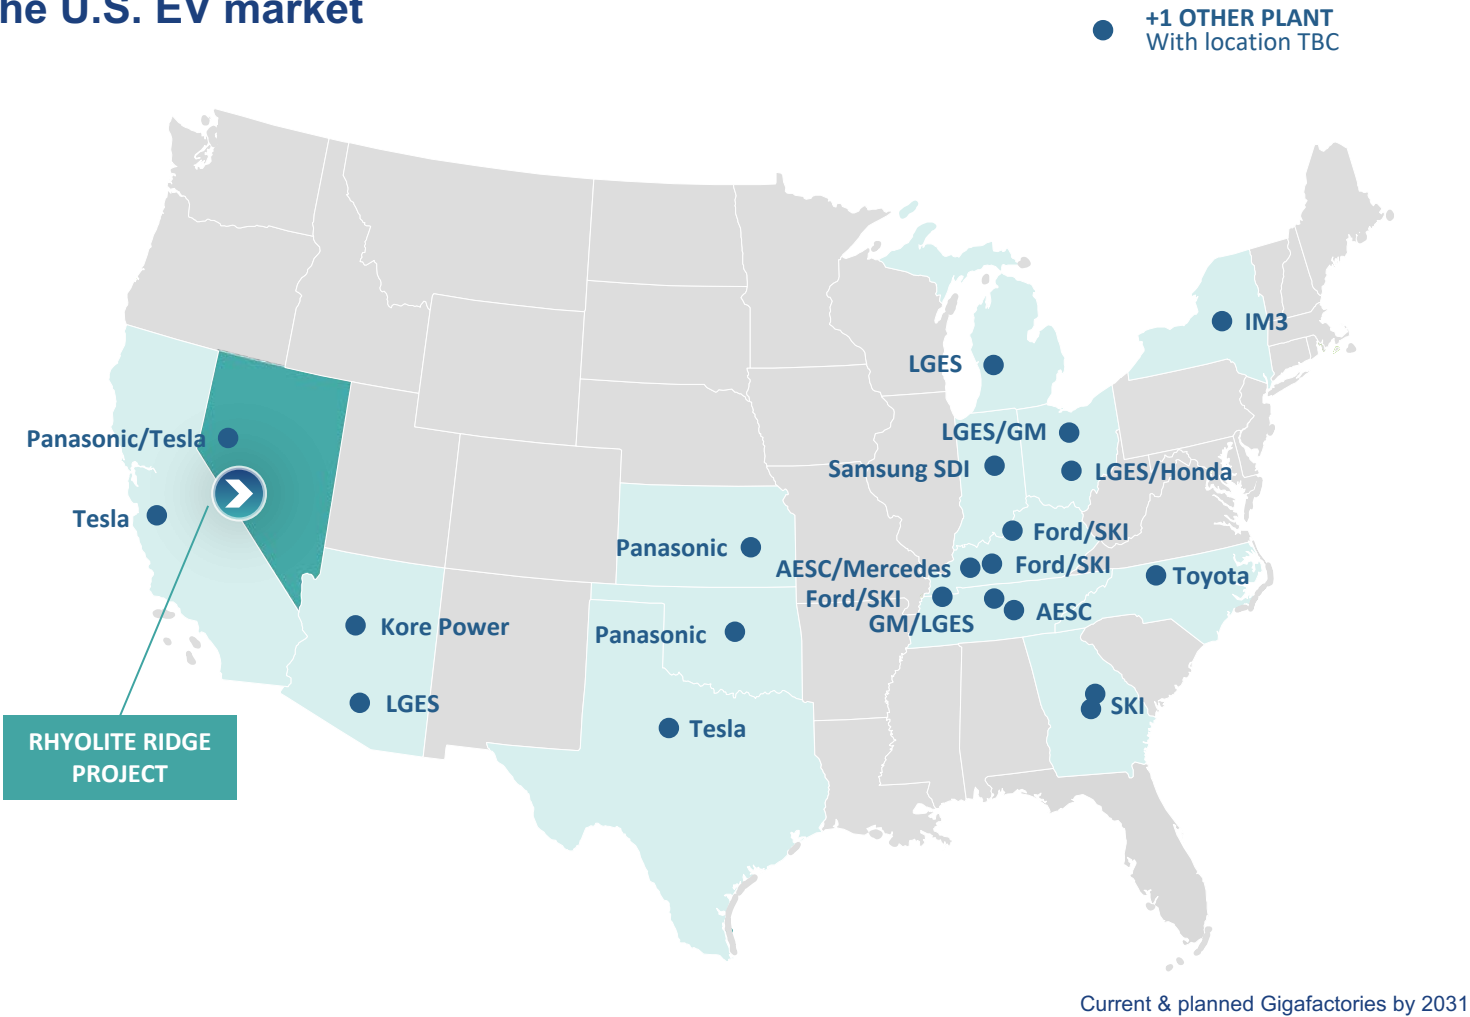 he U.S. EV market
+1 OTHER PLANT
With location TBC
IM3
LGES
LGES/GM
Panasonic/Tesla
Samsung SDI
LGES/Honda
Tesla
Ford/SKI
Panasonic
AESC/Mercedes
Ford/SKI
Toyota
Ford/SKI
AESC
GM/LGES
Kore Power
Panasonic
LGES
SKI
Tesla
RHYOLITE RIDGE
PROJECT
Current & planned Gigafactories by 2031